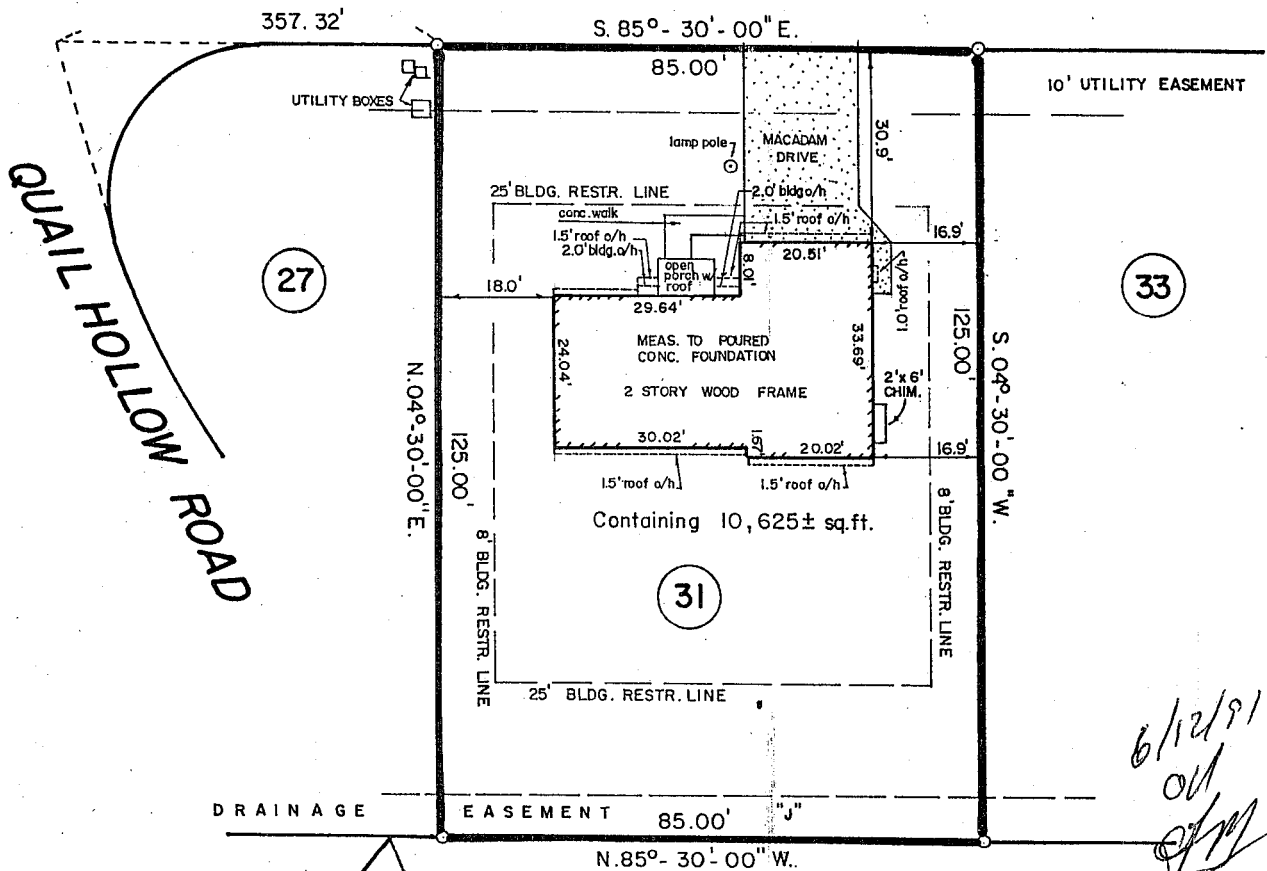 357.32'
S. 85°-30'-00" E.
85.00'
10' UTILITY EASEMENT
UTILITY BOXES
lamp pole
MACADAM
DRIVE
30.9'
QUAIL HOLLOW ROAD
25' BLDG. RESTR. LINE
2.0' bldg o/h
conc. walk
1.5' roof o/h
1.5' roof o/h
2.0' bldg. o/h
open
porch w/
roof
8.01'
20.51'
16.9'
1.0' roof o/h
27
33
18.0'
29.64'
MEAS. TO POURED
CONC. FOUNDATION
24.04'
33.69'
2 STORY WOOD FRAME
2' x 6'
CHIM.
N. 04°-30'-00" E.
125.00'
125.00'
S. 04°-30'-00" W.
30.02'
1.67'
20.02'
16.9'
1.5' roof o/h
1.5' roof o/h
Containing 10,625± sq.ft.
8' BLDG. RESTR. LINE
8' BLDG. RESTR. LINE
31
25' BLDG. RESTR. LINE
6/12/91
DRAINAGE EASEMENT "J"
85.00'
N. 85°-30'-00" W.